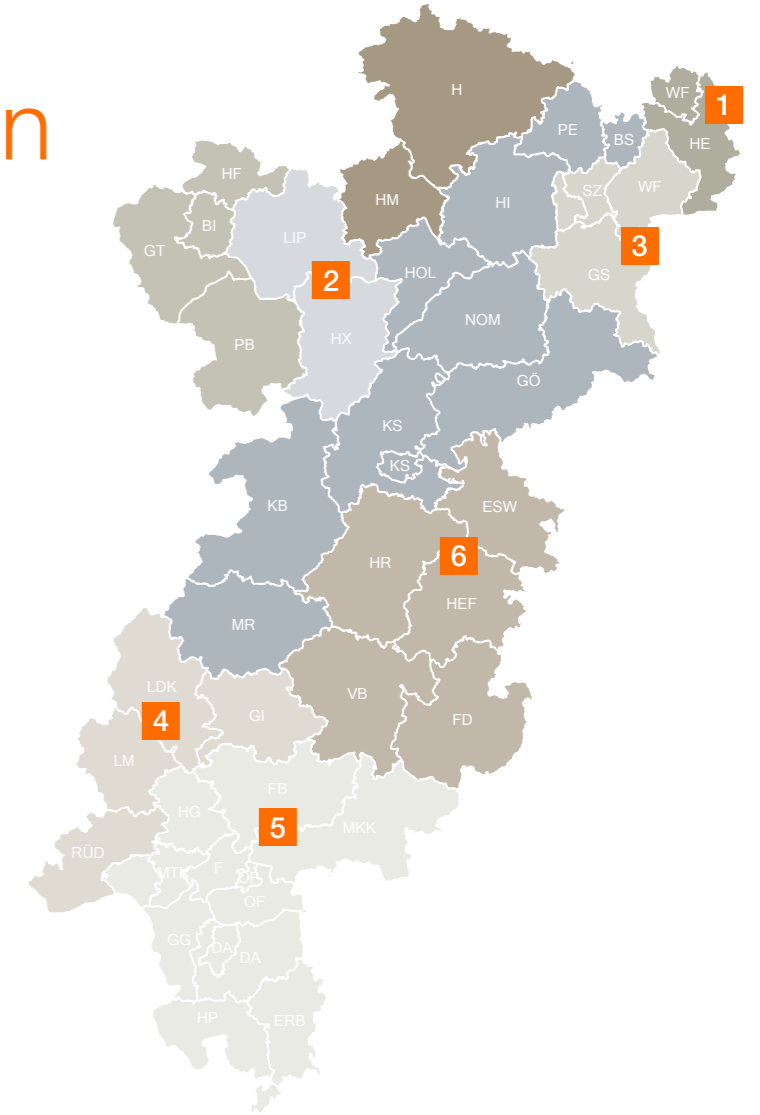 n
H
WF
1
PE
BS
HE
HF
SZ
WF
HM
HI
BI
LIP
GT
3
HOL
GS
2
NOM
HX
PB
GÖ
KS
KS
KB
ESW
6
HR
HEF
MR
LDK
VB
GI
4
FD
LM
FB
HG
5
MKK
RÜD
F
OF
OF
GG
DA
DA
HP
ERB